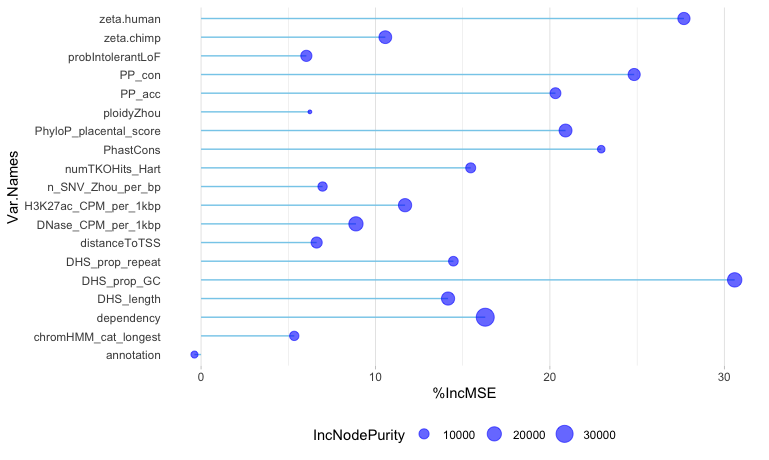 zeta.human
zeta.chimp
probIntolerantLoF
PP_con
PP_acc
ploidyZhou
PhyloP_placental_score
PhastCons
numTKOHits_Hart
n_SNV_Zhou_per_bp
H3K27ac_CPM_per_1kbp
DNase_CPM_per_1kbp
distanceToTSS
DHS_prop_repeat
DHS_prop_GC
DHS_length
dependency
chromHMM_cat_longest
annotation
Var.Names
0 10 20 30
%IncMSE
IncNodePurity 10000 20000 30000